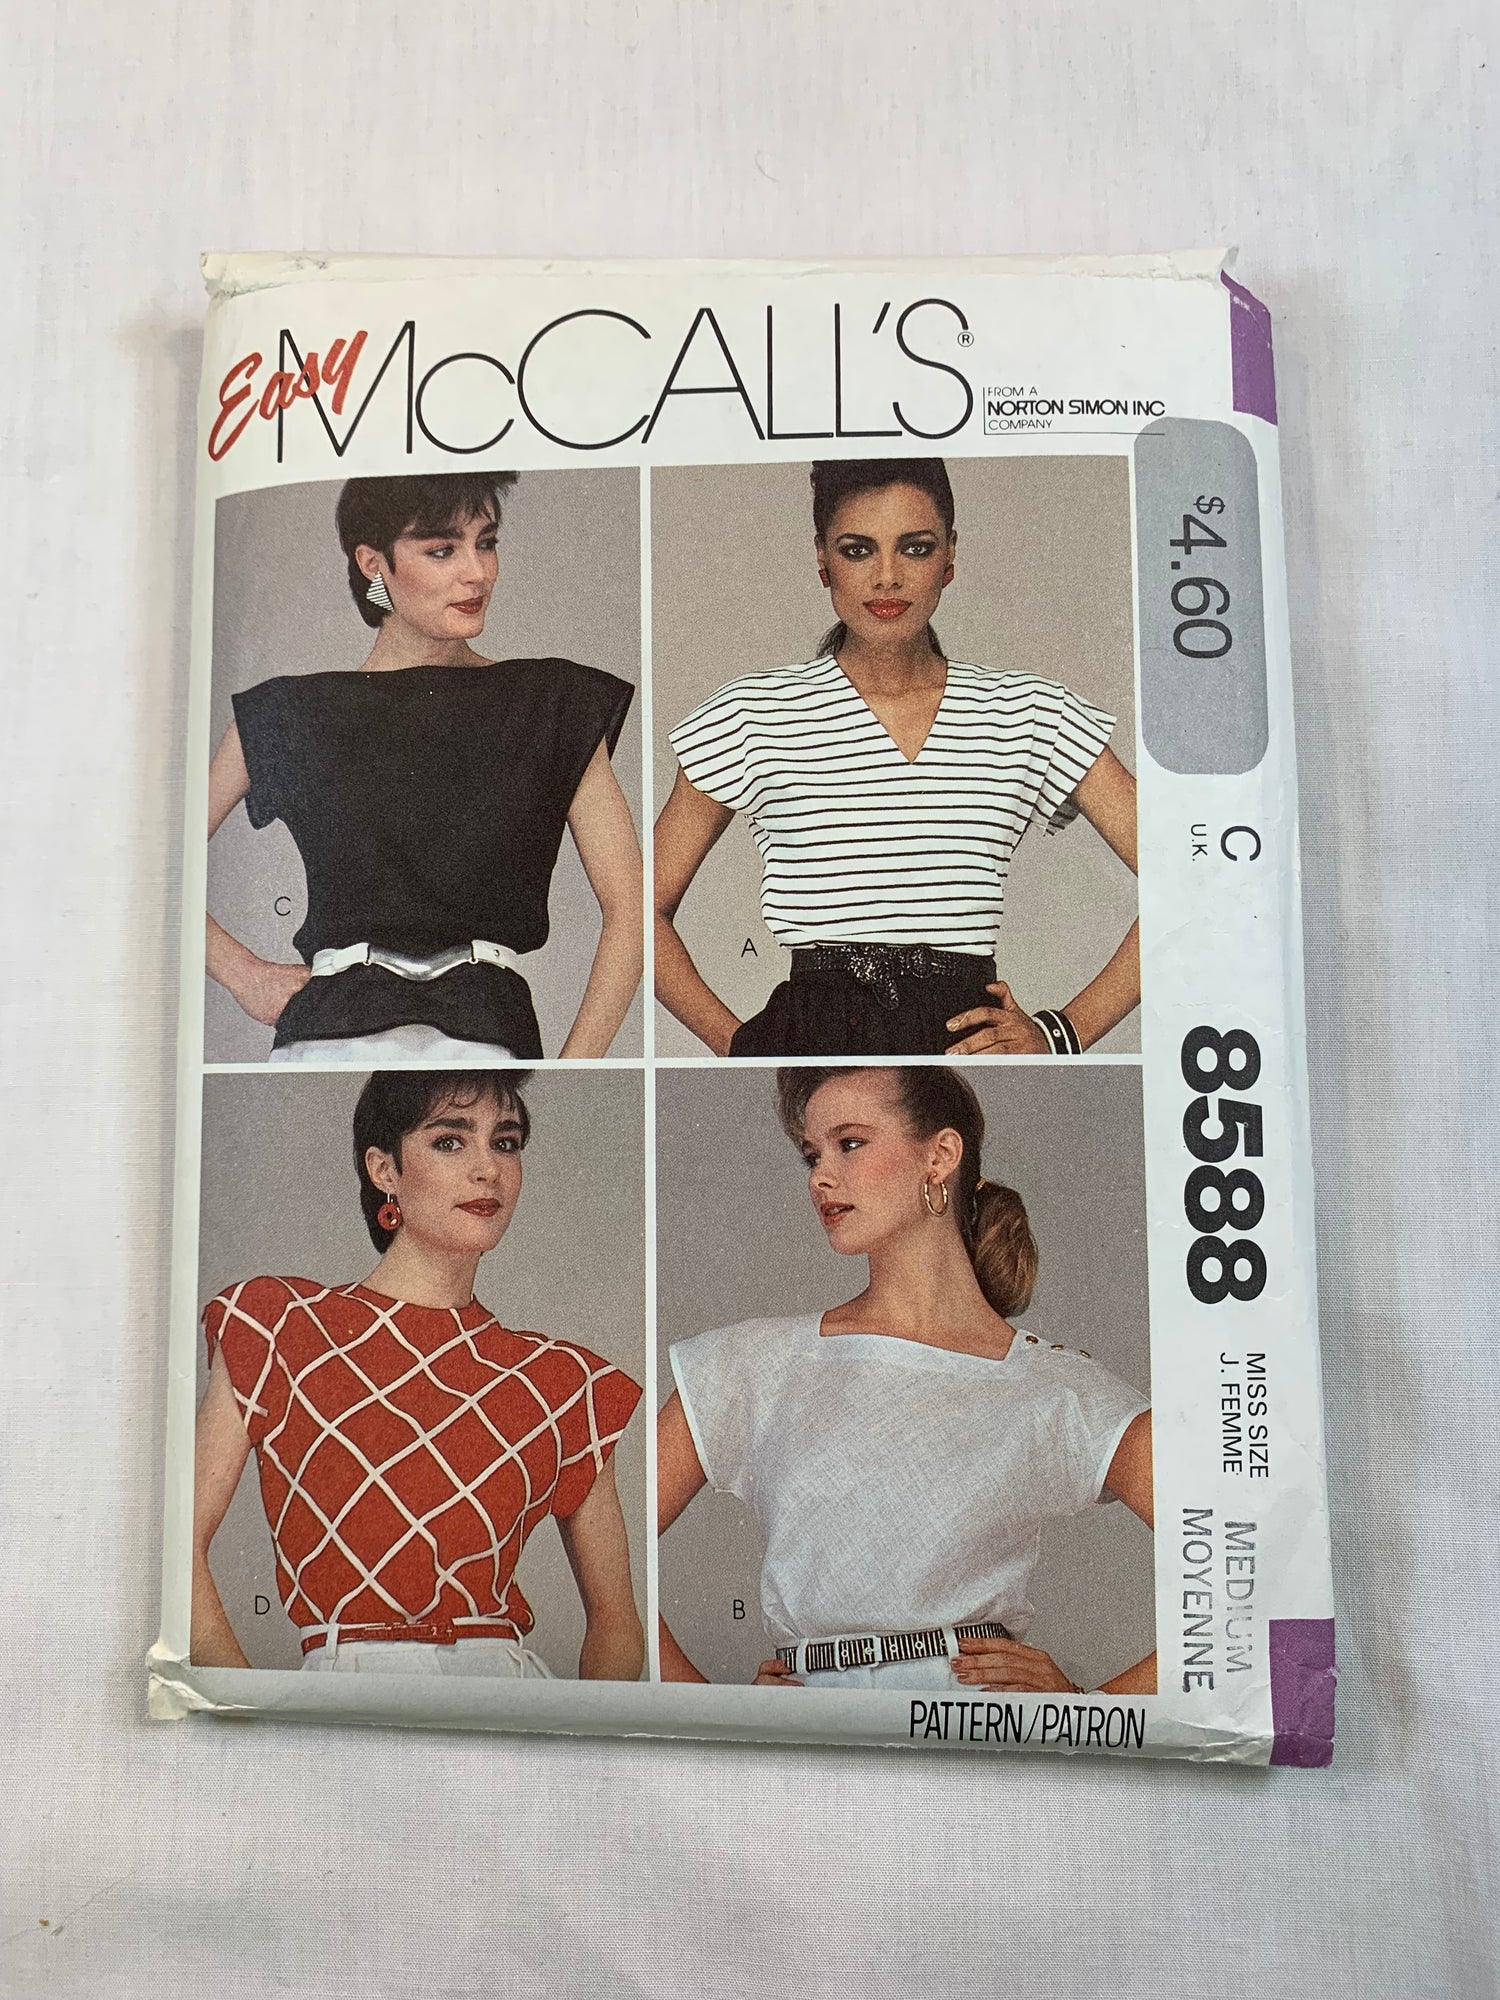 Easy McCALL'S®
FROM A
NORTON SIMON INC
COMPANY
$4.60
C
U.K.
8588
MISS SIZE
J. FEMME
MEDIUM
MOYENNE
C
A
D
B
PATTERN/PATRON